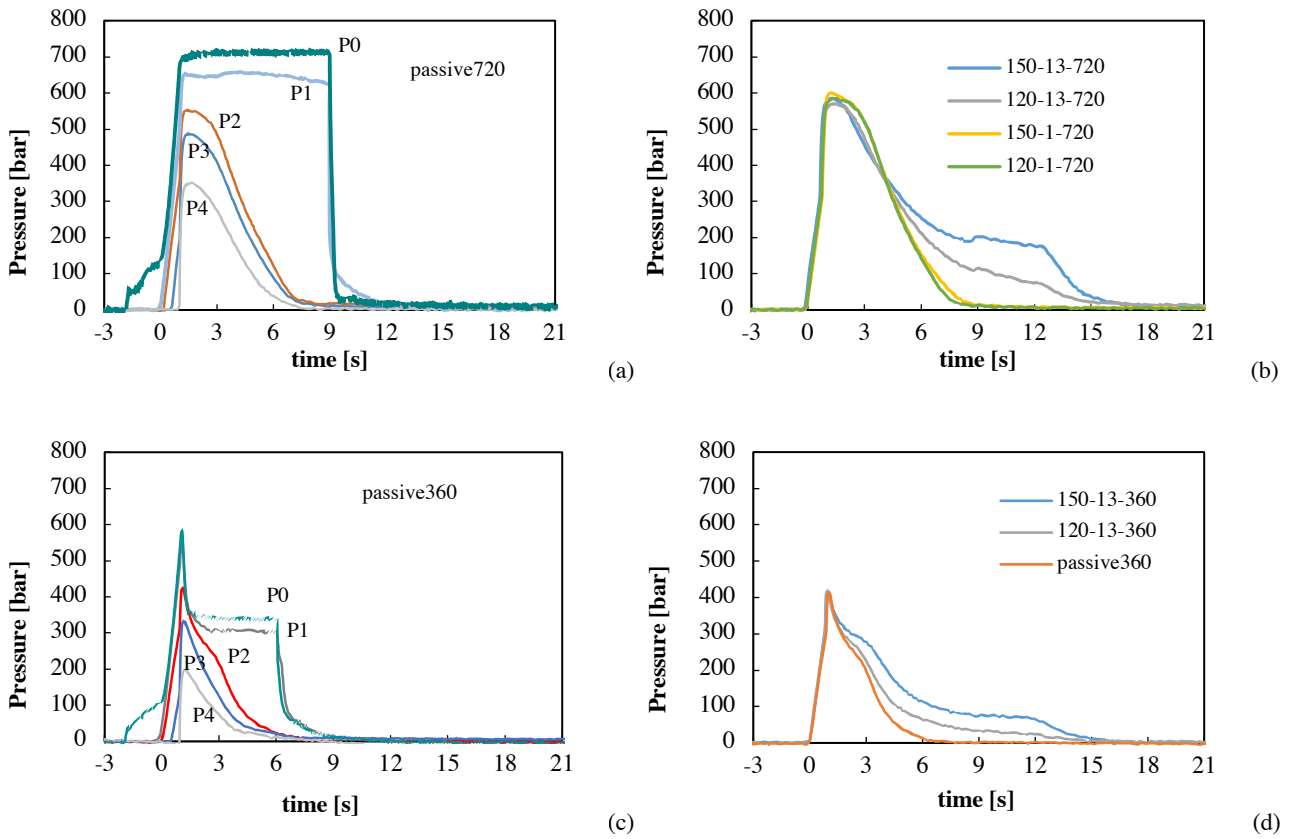 800
700
600
500
400
300
200
100
0
Pressure [bar]
-3 0 3 6 9 12 15 18 21
time [s]
passive720
P0
P1
P2
P3
P4
(a)
800
700
600
500
400
300
200
100
0
Pressure [bar]
-3 0 3 6 9 12 15 18 21
time [s]
150-13-720
120-13-720
150-1-720
120-1-720
(b)
800
700
600
500
400
300
200
100
0
Pressure [bar]
-3 0 3 6 9 12 15 18 21
time [s]
passive360
P0
P1
P2
P3
P4
(c)
800
700
600
500
400
300
200
100
0
Pressure [bar]
-3 0 3 6 9 12 15 18 21
time [s]
150-13-360
120-13-360
passive360
(d)